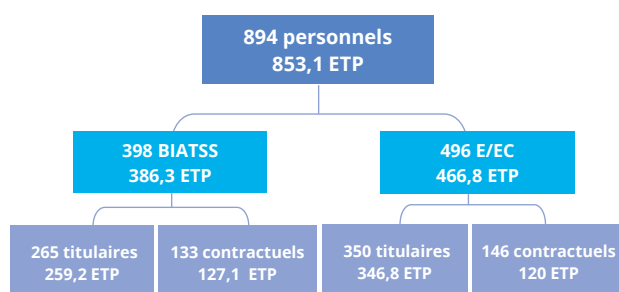 894 personnels
853,1 ETP
398 BIATSS
386,3 ETP
496 E/EC
466,8 ETP
265 titulaires
259,2 ETP
133 contractuels
127,1 ETP
350 titulaires
346,8 ETP
146 contractuels
120 ETP